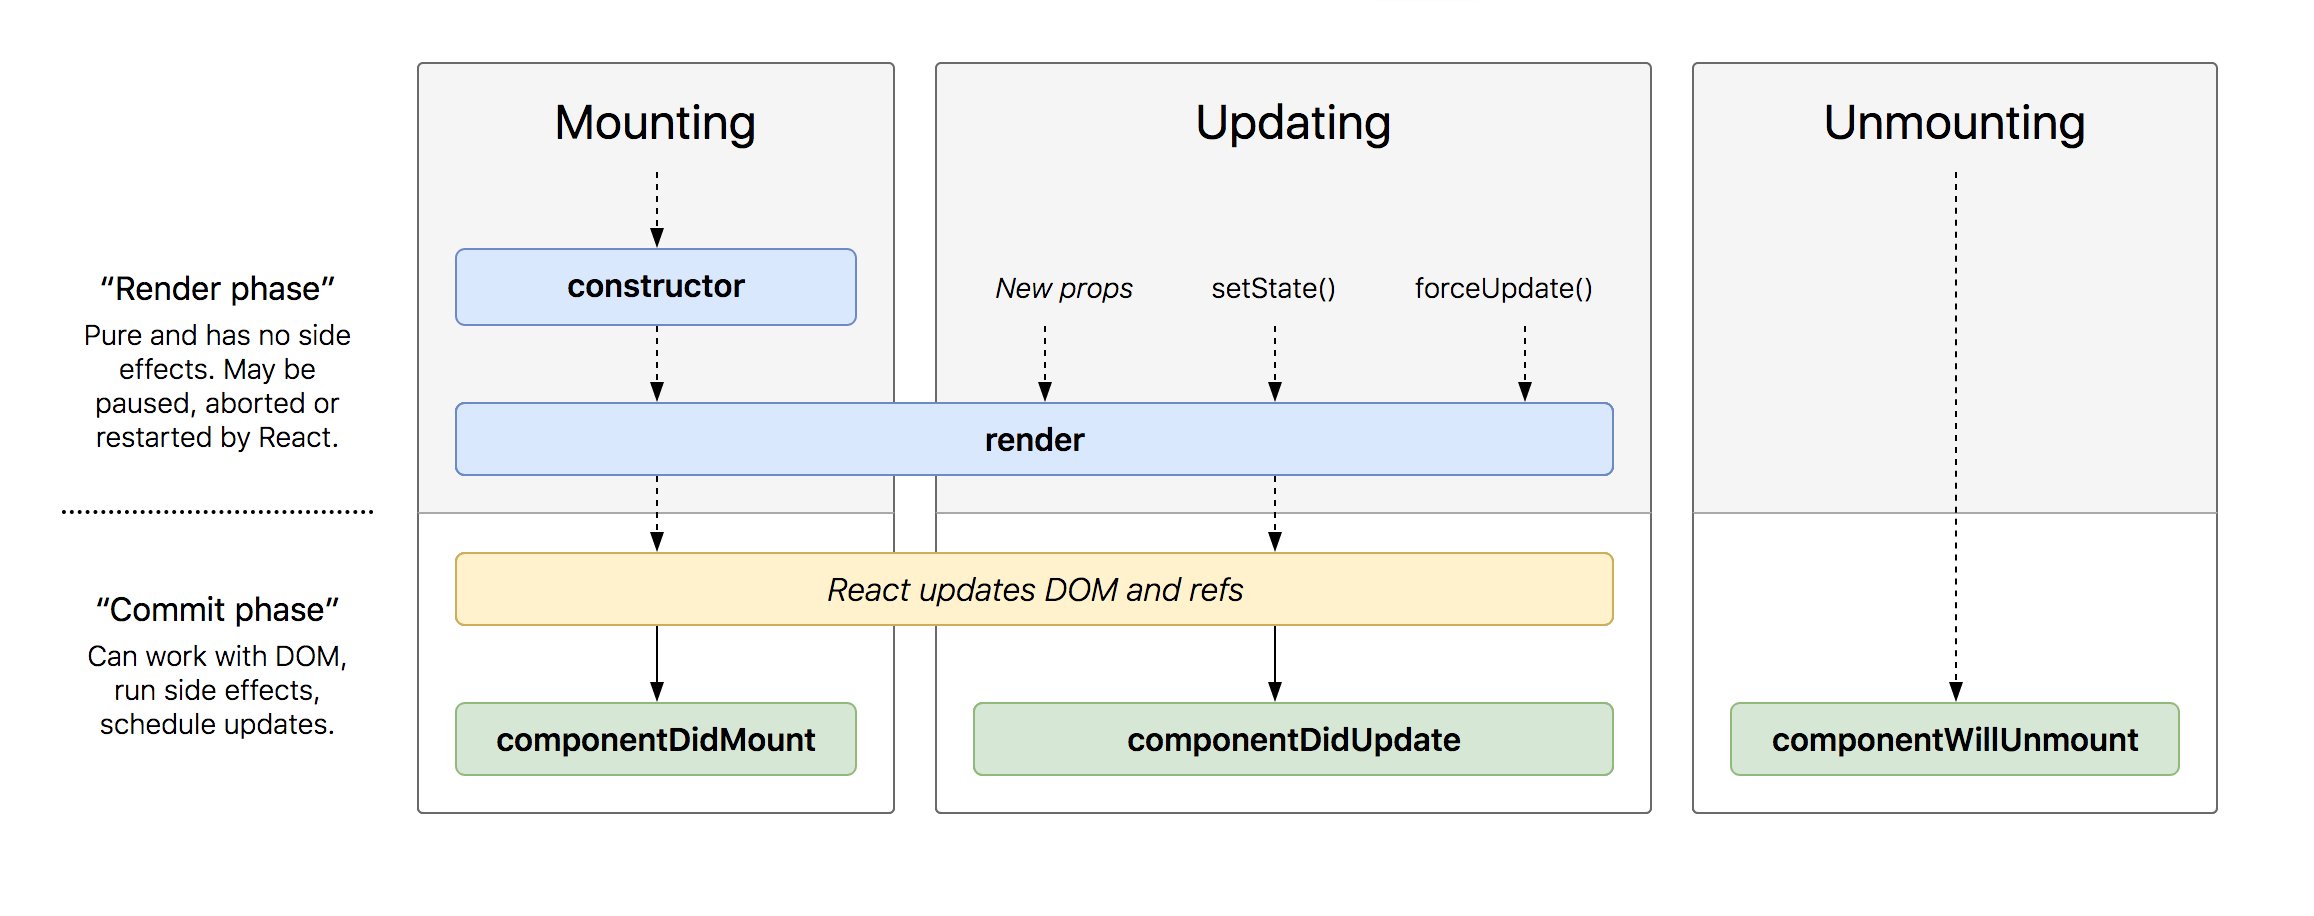 Mounting
Updating
Unmounting
“Render phase”
Pure and has no side
effects. May be
paused, aborted or
restarted by React.
constructor
New props
setState()
forceUpdate()
render
“Commit phase”
Can work with DOM,
run side effects,
schedule updates.
React updates DOM and refs
componentDidMount
componentDidUpdate
componentWillUnmount